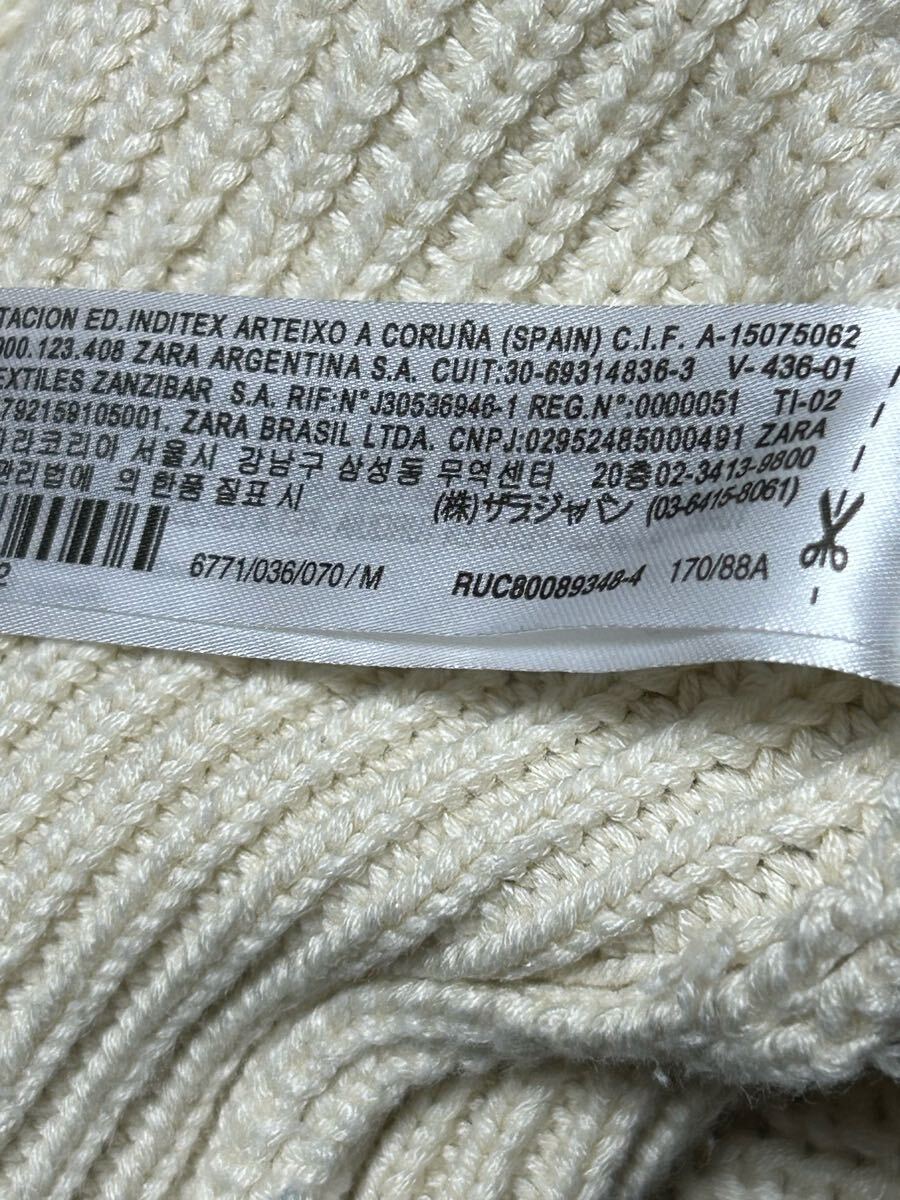 TACION ED.INDITEX ARTEIXO A CORUÑA (SPAIN) C.I.F. A-15075062
900.123.408 ZARA ARGENTINA S.A. CUIT:30-69314836-3 V-436-01
EXTILES ZANZIBAR S.A. RIF:N°J30536946-1 REG.N°:0000051 TI-02
792159105001. ZARA BRASIL LTDA. CNPJ:02952485000491 ZARA
자라코리아 서울시 강남구 삼성동 무역센터 20층02-3413-9800
관리법에 의한품 질표시 (株)ザラジャパン (03-6415-8061)
2 6771/036/070/M RUC80089348-4 170/88A